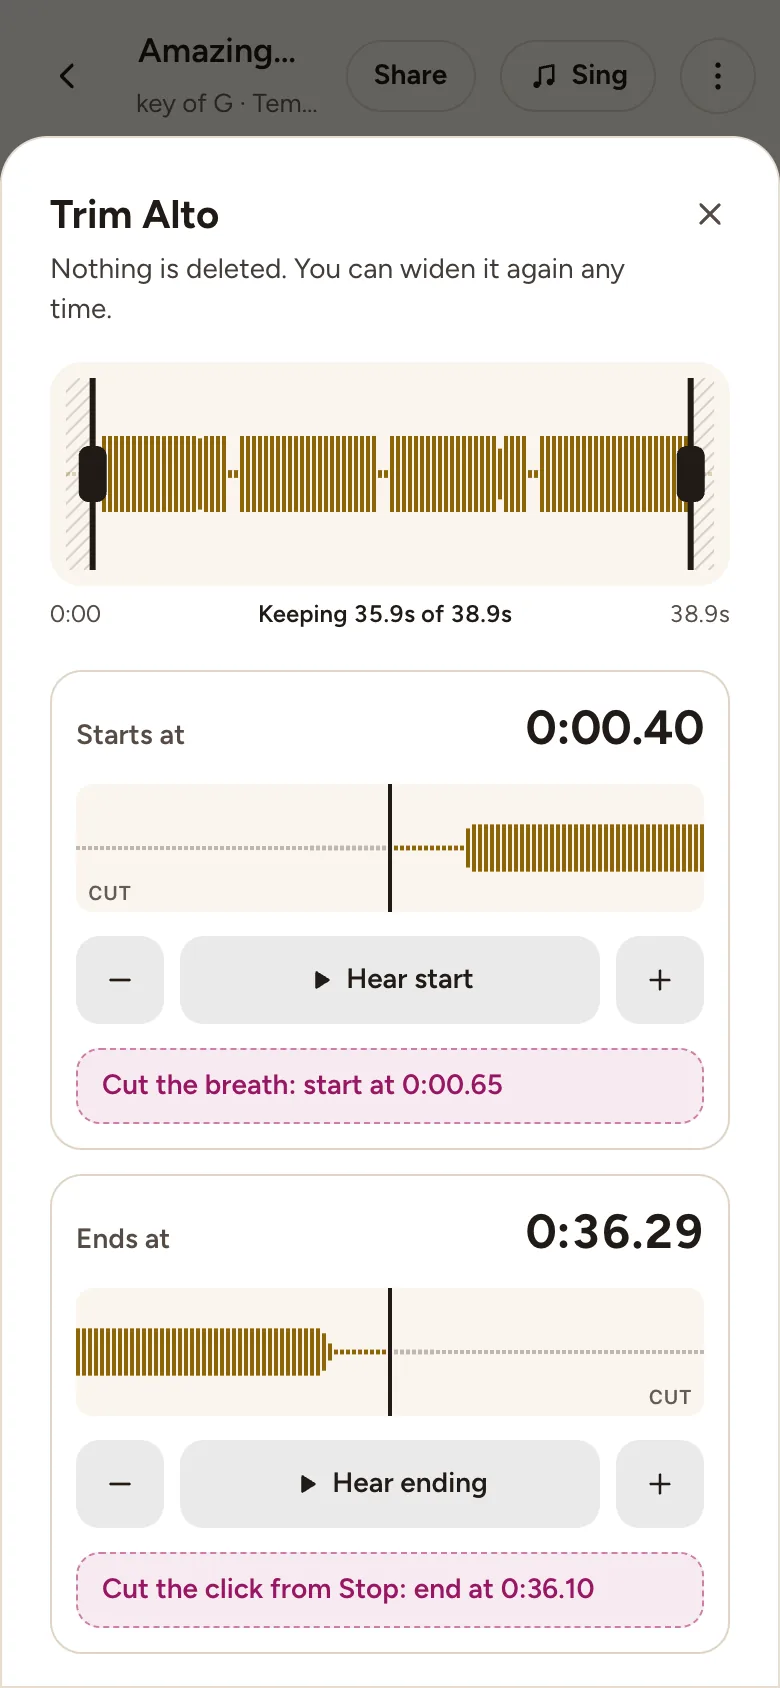 Amazing...
key of G · Tem...
Share
Sing
Trim Alto
Nothing is deleted. You can widen it again any
time.
0:00
Keeping 35.9s of 38.9s
38.9s
Starts at
0:00.40
CUT
Hear start
Cut the breath: start at 0:00.65
Ends at
0:36.29
CUT
Hear ending
Cut the click from Stop: end at 0:36.10